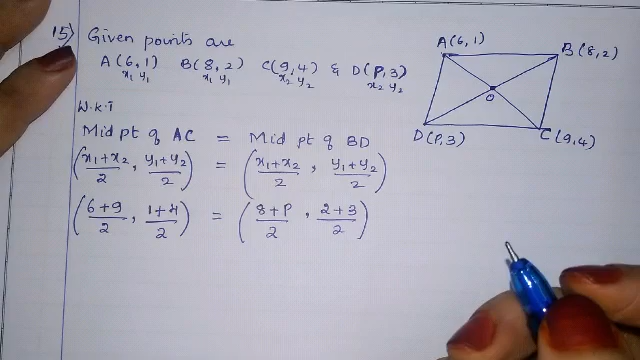 15) Given points are
A(6,1) B(8,2) C(9,4) & D(P,3)
x₁ y₁ x₁ y₁ x₂ y₂ x₂ y₂
W.K.T
Mid pt of AC = Mid pt of BD
((x₁+x₂)/2, (y₁+y₂)/2) = ((x₁+x₂)/2, (y₁+y₂)/2)
((6+9)/2, (1+4)/2) = ((8+P)/2, (2+3)/2)
A(6,1)
B(8,2)
O
D(P,3)
C(9,4)